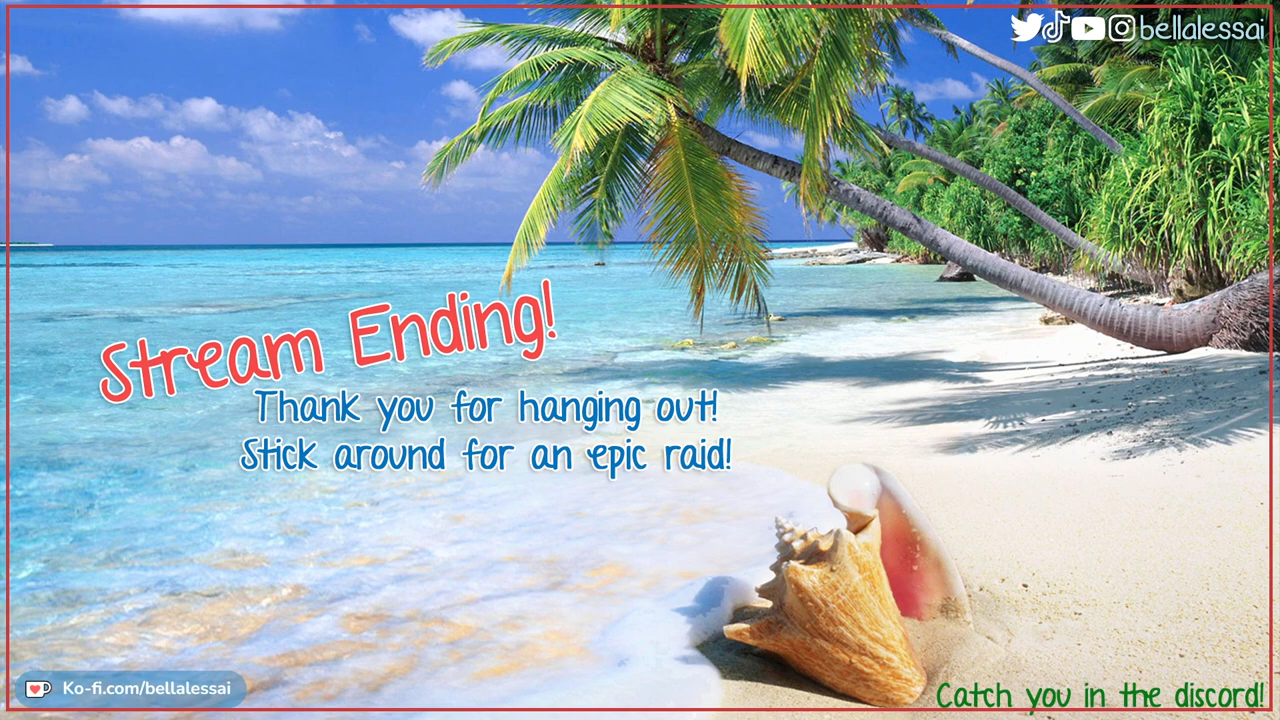 bellalessai
Stream Ending!
Thank you for hanging out!
Stick around for an epic raid!
Ko-fi.com/bellalessai
Catch you in the discord!